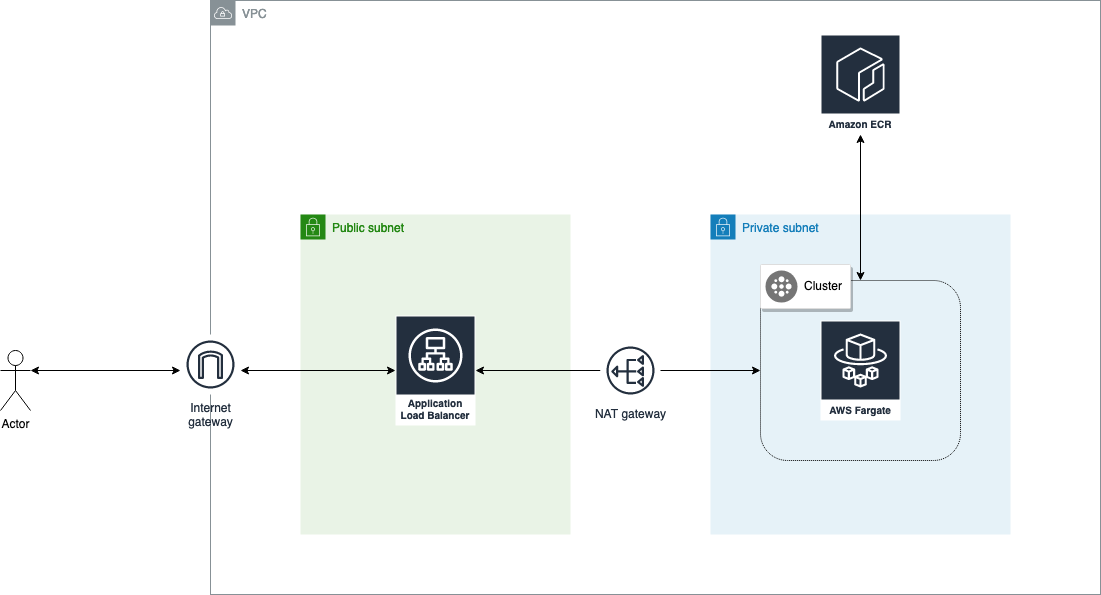 VPC
Amazon ECR
Public subnet
Private subnet
Cluster
Actor
Internet
gateway
Application
Load Balancer
NAT gateway
AWS Fargate